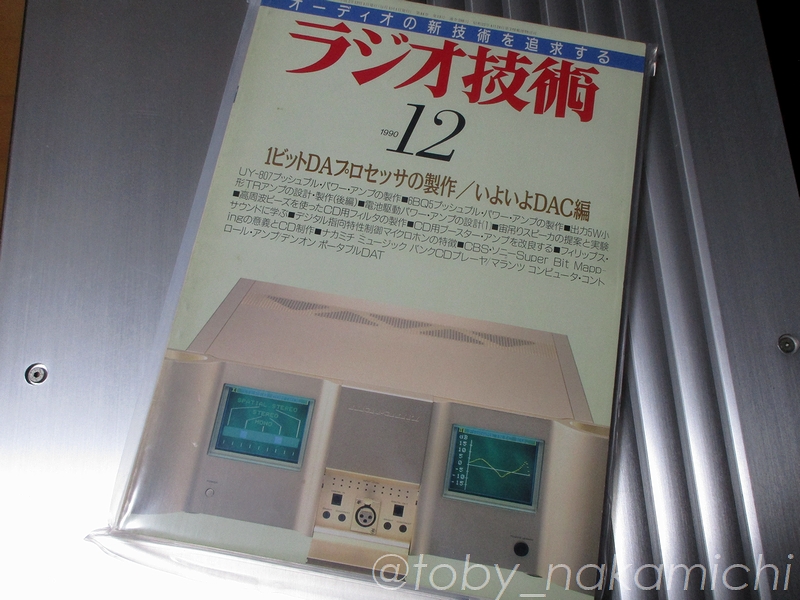 オーディオの新技術を追求する
ラジオ技術
1990 12
1ビットDAプロセッサの製作/いよいよDAC編
UY-807プッシュプル・パワー・アンプの製作■6BQ5プッシュプル・パワー・アンプの製作■出力5W小
形TRアンプの設計・製作(後編)■電池駆動パワー・アンプの設計〔1〕■宙吊りスピーカの提案と実験
■高周波ビーズを使ったCD用フィルタの製作■CD用ブースター・アンプを改良する■フィリップス・
サウンドに学ぶ■デジタル指向特性制御マイクロホンの特徴■CBS・ソニーSuper Bit Mapp-
ingの意義とCD制作■ナカミチ ミュージック バンクCDプレーヤ/マランツ コンピュータ・コント
ロール・アンプ/デンオン ポータブルDAT
STEREO
MONO
dB
15
10
5
0
-5
-10
-15
@toby_nakamichi